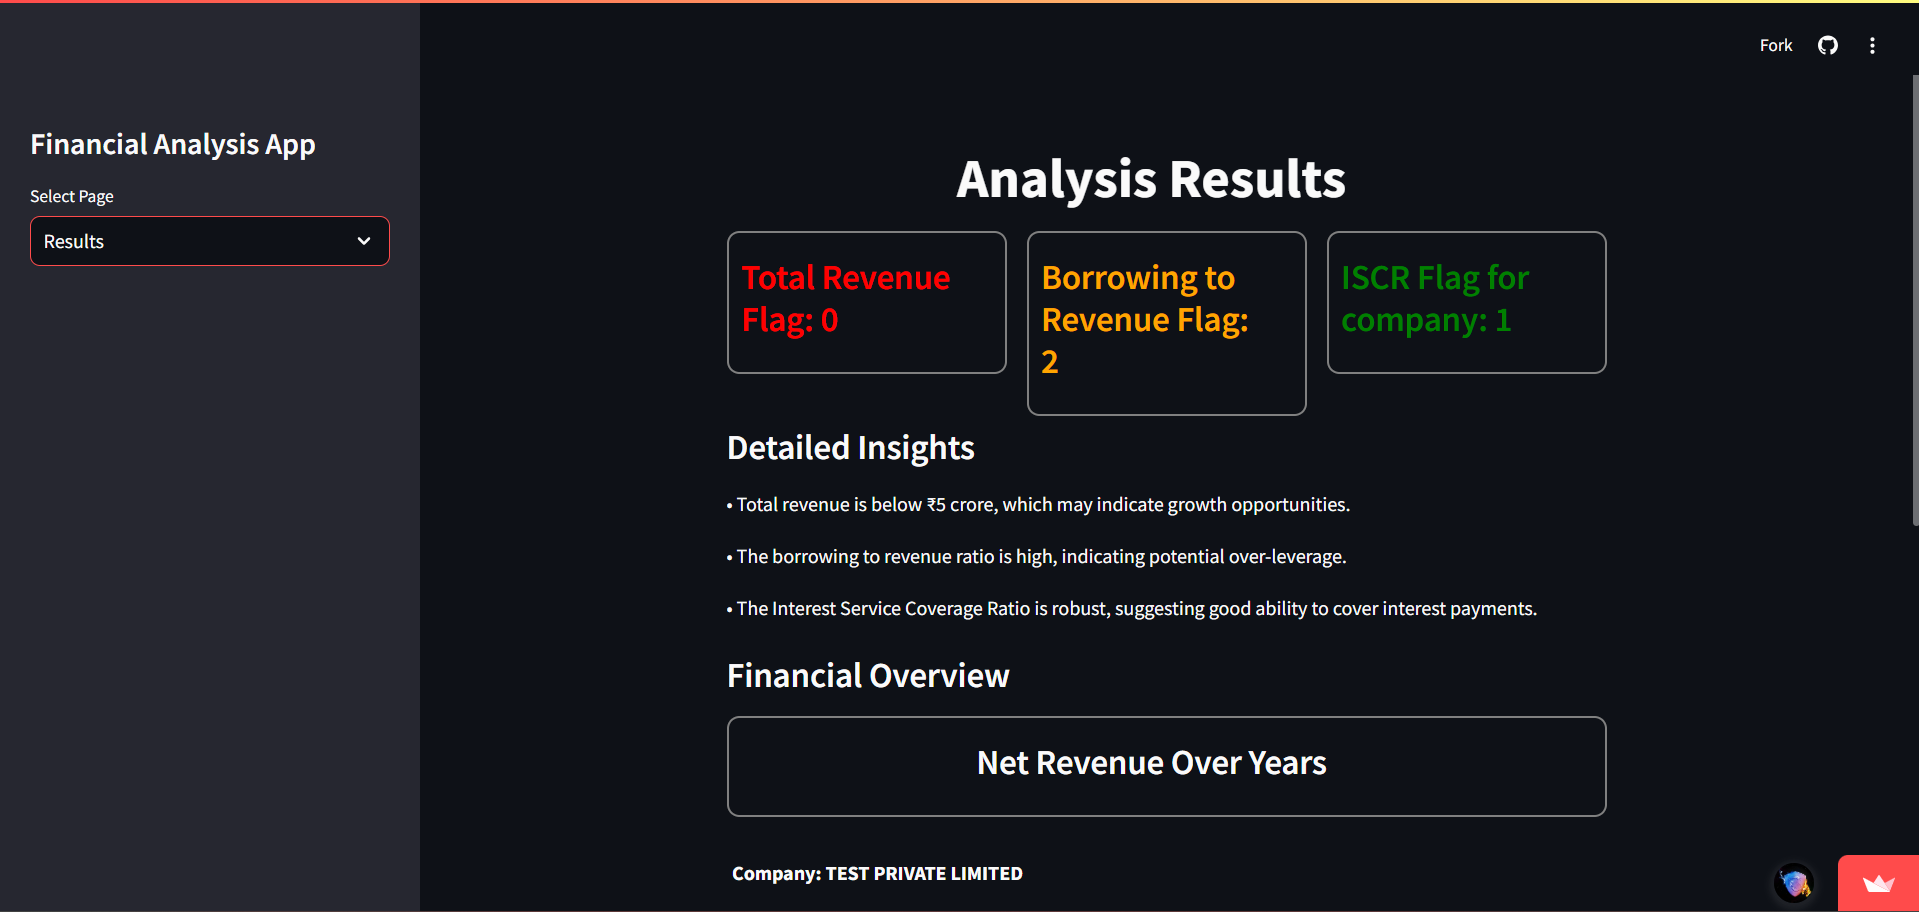 Fork
Financial Analysis App
Select Page
Results
Analysis Results
Total Revenue
Flag: 0
Borrowing to
Revenue Flag:
2
ISCR Flag for
company: 1
Detailed Insights
• Total revenue is below ₹5 crore, which may indicate growth opportunities.
• The borrowing to revenue ratio is high, indicating potential over-leverage.
• The Interest Service Coverage Ratio is robust, suggesting good ability to cover interest payments.
Financial Overview
Net Revenue Over Years
Company: TEST PRIVATE LIMITED